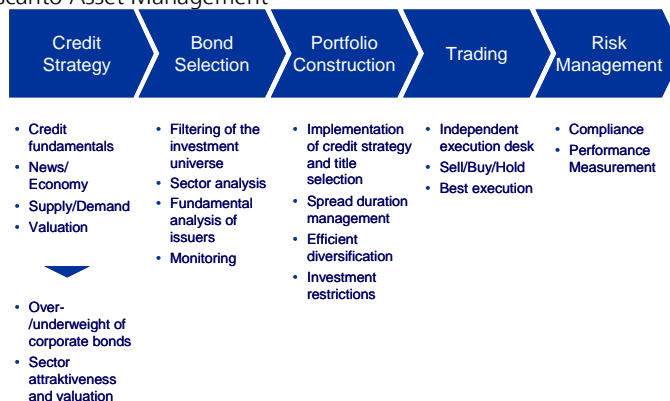 Asset Management
Credit
Strategy
Bond
Selection
Portfolio
Construction
Trading
Risk
Management
• Credit
fundamentals
• News/
Economy
• Supply/Demand
• Valuation
• Over-
/underweight of
corporate bonds
• Sector
attraktiveness
and valuation
• Filtering of the
investment
universe
• Sector analysis
• Fundamental
analysis of
issuers
• Monitoring
• Implementation
of credit strategy
and title
selection
• Spread duration
management
• Efficient
diversification
• Investment
restrictions
• Independent
execution desk
• Sell/Buy/Hold
• Best execution
• Compliance
• Performance
Measurement